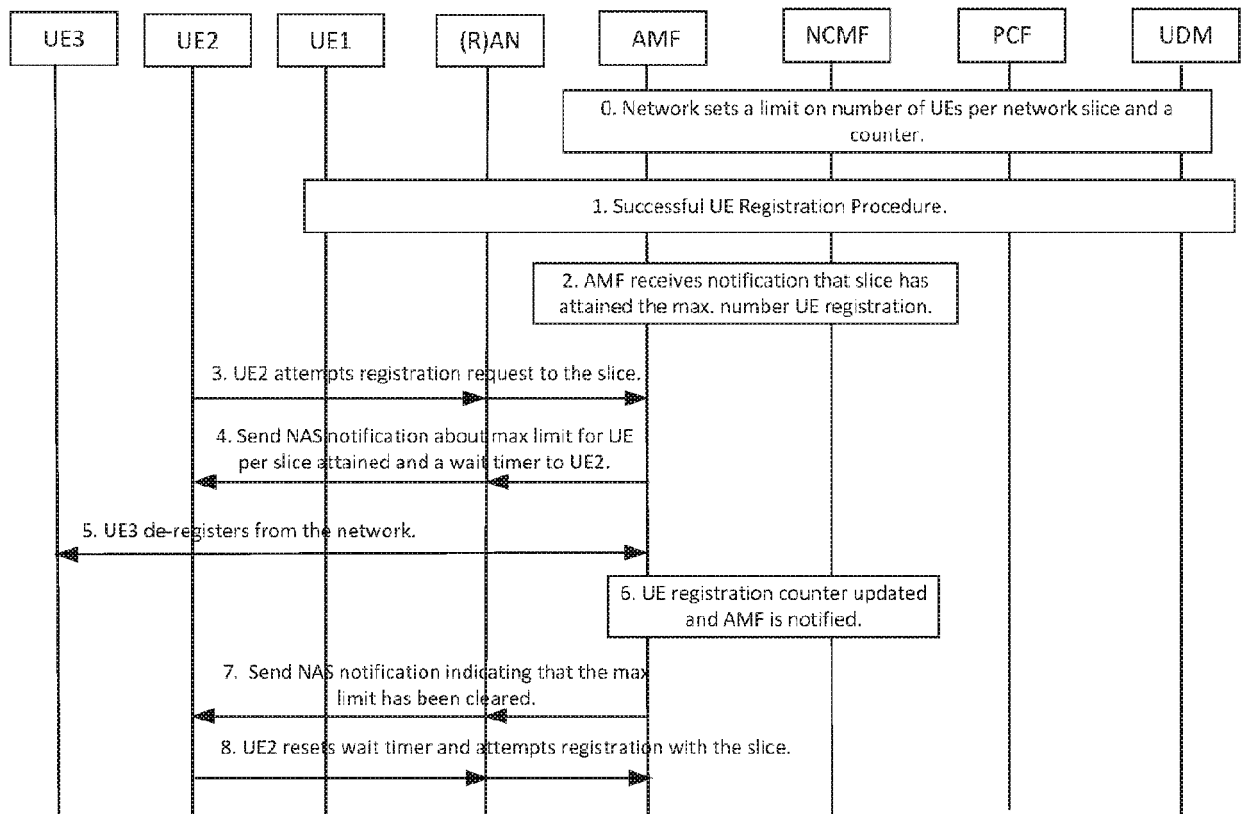 UE3 UE2 UE1 (R)AN AMF NCMF PCF UDM
0. Network sets a limit on number of UEs per network slice and a
counter.
1. Successful UE Registration Procedure.
2. AMF receives notification that slice has
attained the max. number UE registration.
3. UE2 attempts registration request to the slice.
4. Send NAS notification about max limit for UE
per slice attained and a wait timer to UE2.
5. UE3 de-registers from the network.
6. UE registration counter updated
and AMF is notified.
7. Send NAS notification indicating that the max
limit has been cleared.
8. UE2 resets wait timer and attempts registration with the slice.